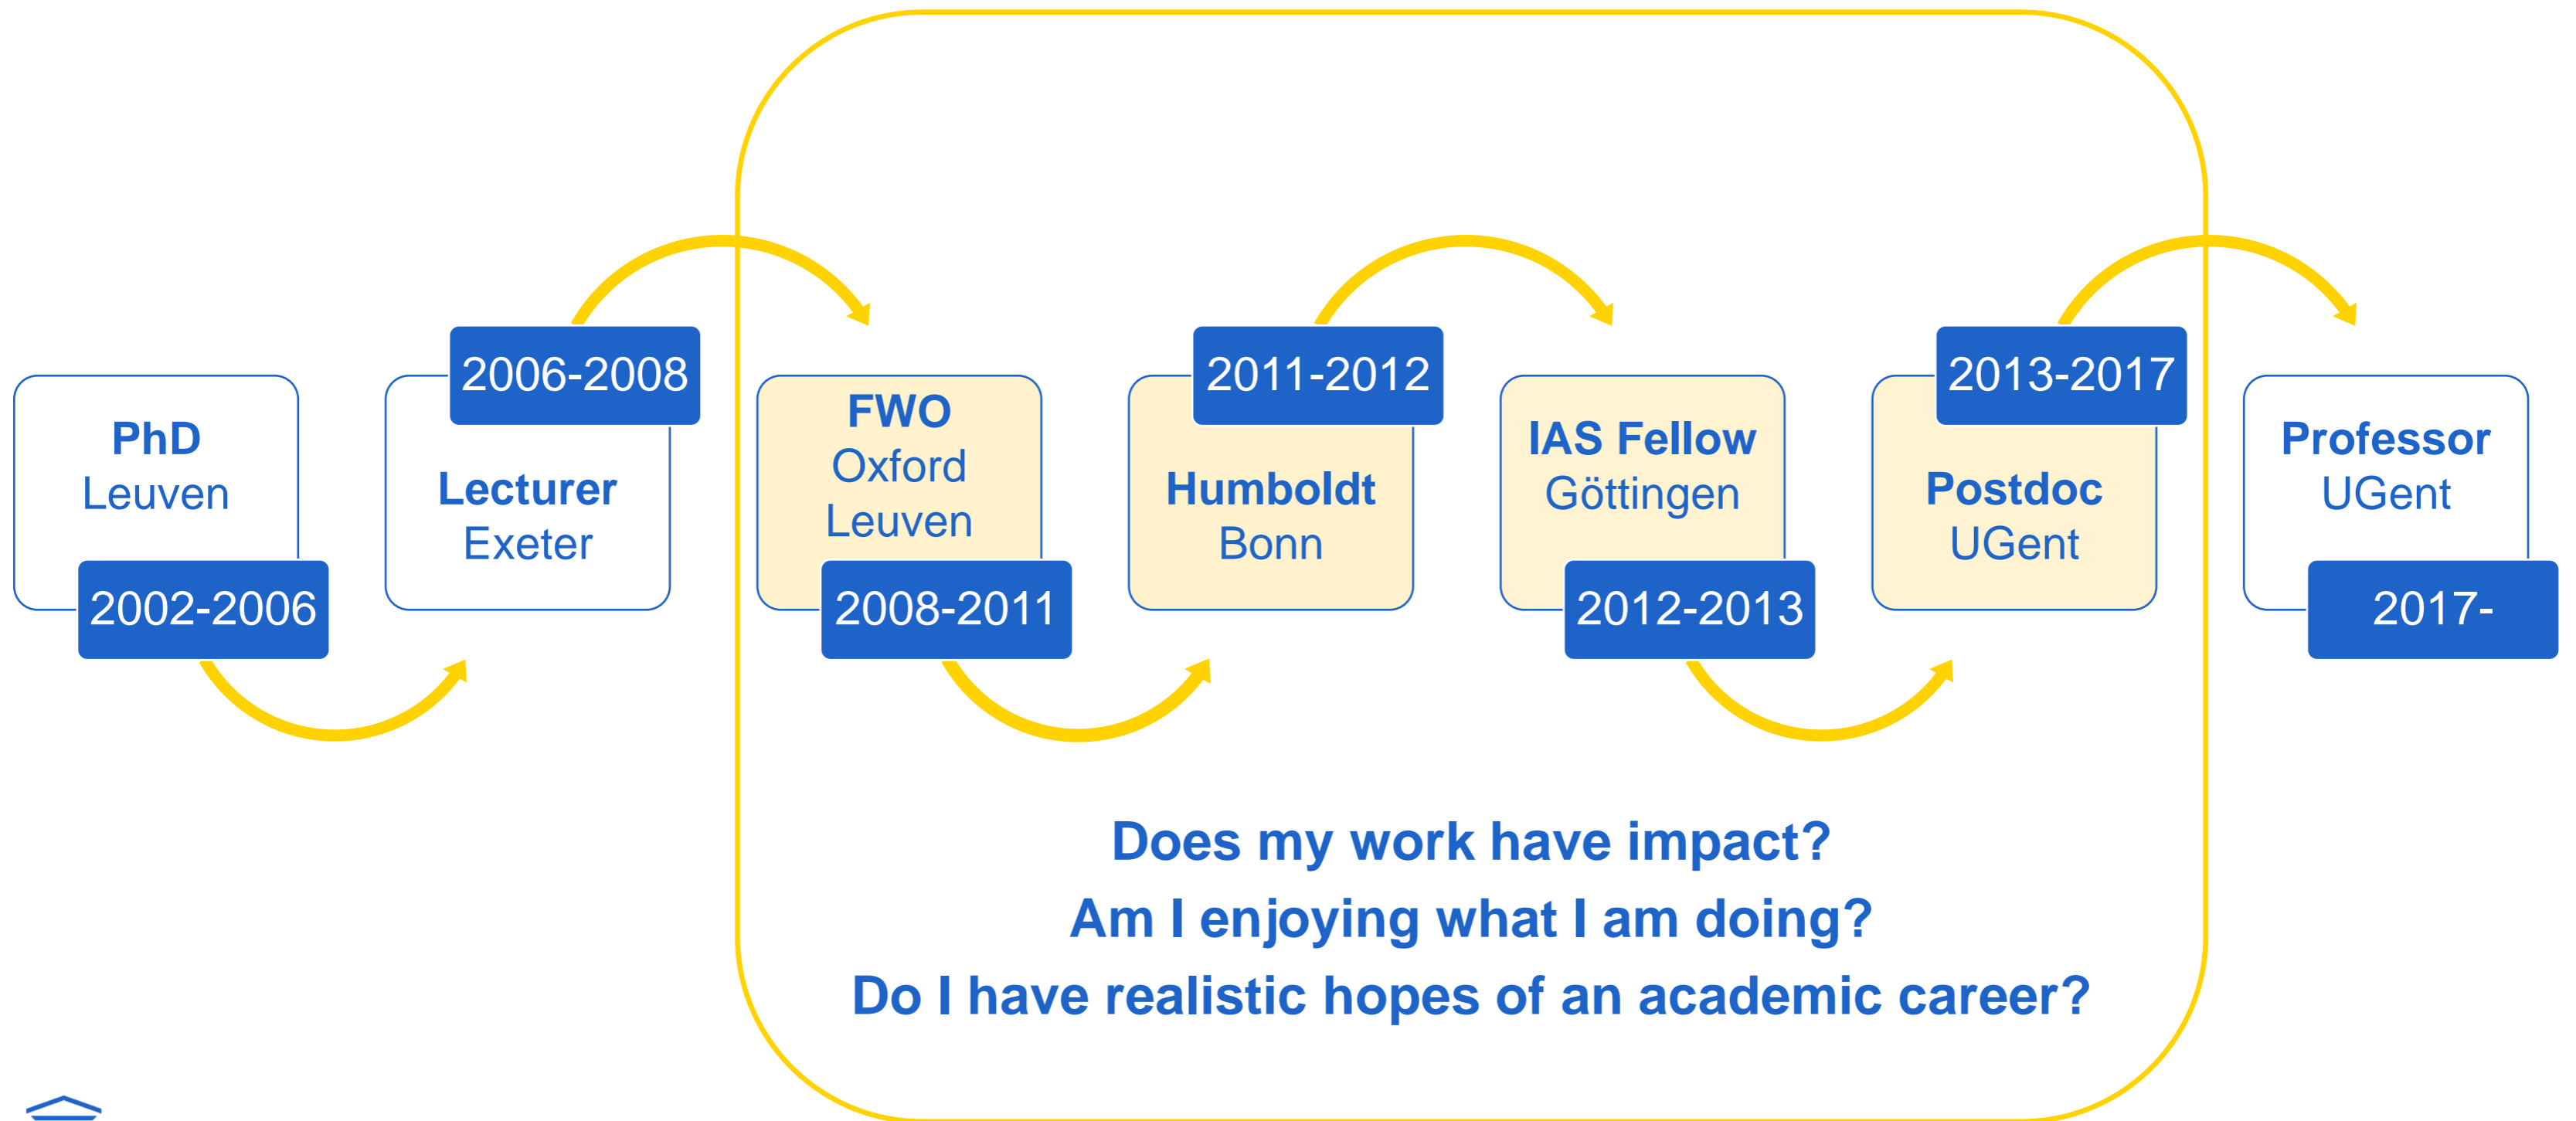 PhD
Leuven
2002-2006
2006-2008
Lecturer
Exeter
FWO
Oxford
Leuven
2008-2011
2011-2012
Humboldt
Bonn
IAS Fellow
Göttingen
2012-2013
2013-2017
Postdoc
UGent
Professor
UGent
2017-
Does my work have impact?
Am I enjoying what I am doing?
Do I have realistic hopes of an academic career?